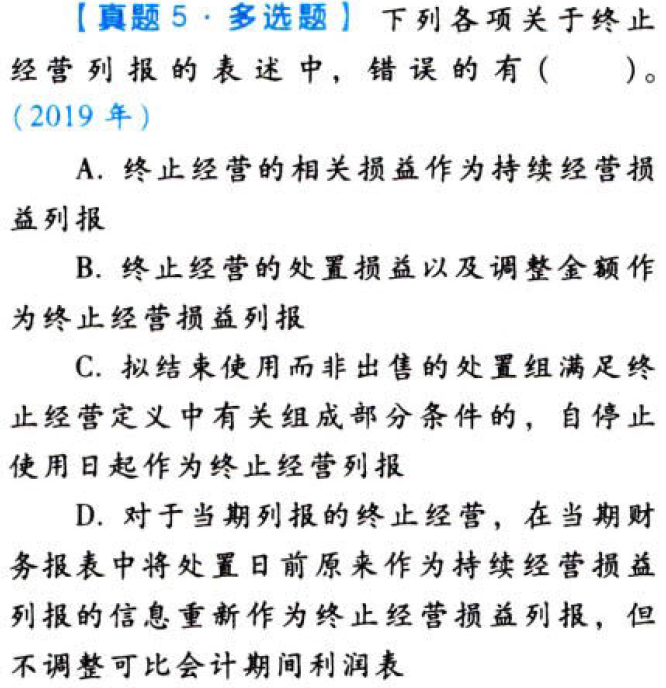 【真题5·多选题】 下列各项关于终止
经营列报的表述中，错误的有(    )。
(2019年)
A. 终止经营的相关损益作为持续经营损
益列报
B. 终止经营的处置损益以及调整金额作
为终止经营损益列报
C. 拟结束使用而非出售的处置组满足终
止经营定义中有关组成部分条件的，自停止
使用日起作为终止经营列报
D. 对于当期列报的终止经营，在当期财
务报表中将处置日前原来作为持续经营损益
列报的信息重新作为终止经营损益列报，但
不调整可比会计期间利润表